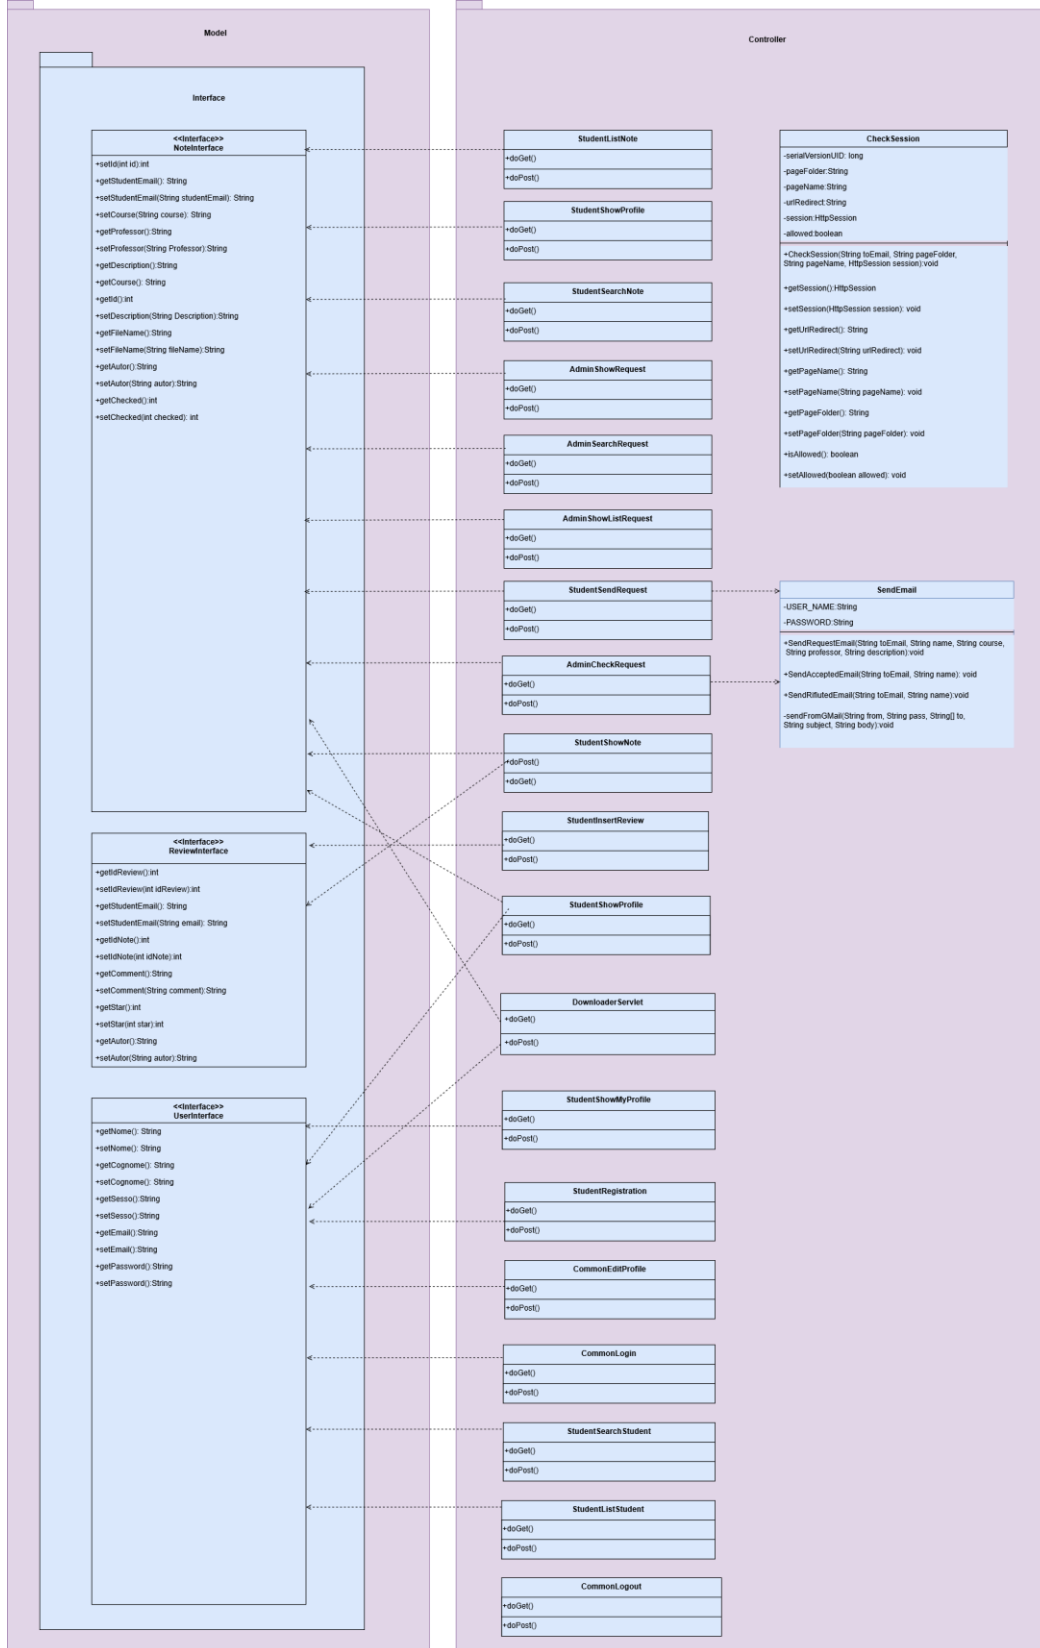 Model
Interface
<<Interface>>
NoteInterface
+setId(int id):int
+getStudentEmail(): String
+setStudentEmail(String studentEmail): String
+setCourse(String course): String
+getProfessor():String
+setProfessor(String Professor):String
+getDescription():String
+getCourse(): String
+getId():int
+setDescription(String Description):String
+getFileName():String
+setFileName(String fileName):String
+getAutor():String
+setAutor(String autor):String
+getChecked():int
+setChecked(int checked): int
<<Interface>>
ReviewInterface
+getIdReview():int
+setIdReview(int idReview):int
+getStudentEmail(): String
+setStudentEmail(String email): String
+getIdNote():int
+setIdNote(int idNote):int
+getComment():String
+setComment(String comment):String
+getStar():int
+setStar(int star):int
+getAutor():String
+setAutor(String autor):String
<<Interface>>
UserInterface
+getNome(): String
+setNome(): String
+getCognome(): String
+setCognome(): String
+getSesso():String
+setSesso():String
+getEmail():String
+setEmail():String
+getPassword():String
+setPassword():String
Controller
StudentListNote
+doGet()
+doPost()
StudentShowProfile
+doGet()
+doPost()
StudentSearchNote
+doGet()
+doPost()
AdminShowRequest
+doGet()
+doPost()
AdminSearchRequest
+doGet()
+doPost()
AdminShowListRequest
+doGet()
+doPost()
StudentSendRequest
+doGet()
+doPost()
AdminCheckRequest
+doGet()
+doPost()
StudentShowNote
+doPost()
+doGet()
StudentInsertReview
+doGet()
+doPost()
StudentShowProfile
+doGet()
+doPost()
DownloaderServlet
+doGet()
+doPost()
StudentShowMyProfile
+doGet()
+doPost()
StudentRegistration
+doGet()
+doPost()
CommonEditProfile
+doGet()
+doPost()
CommonLogin
+doGet()
+doPost()
StudentSearchStudent
+doGet()
+doPost()
StudentListStudent
+doGet()
+doPost()
CommonLogout
+doGet()
+doPost()
CheckSession
-serialVersionUID: long
-pageFolder:String
-pageName:String
-urlRedirect:String
-session:HttpSession
-allowed:boolean
+CheckSession(String toEmail, String pageFolder,
String pageName, HttpSession session):void
+getSession():HttpSession
+setSession(HttpSession session): void
+getUrlRedirect(): String
+setUrlRedirect(String urlRedirect): void
+getPageName(): String
+setPageName(String pageName): void
+getPageFolder(): String
+setPageFolder(String pageFolder): void
+isAllowed(): boolean
+setAllowed(boolean allowed): void
SendEmail
-USER_NAME:String
-PASSWORD:String
+SendRequestEmail(String toEmail, String name, String course,
String professor, String description):void
+SendAcceptedEmail(String toEmail, String name): void
+SendRifiutedEmail(String toEmail, String name):void
-sendFromGMail(String from, String pass, String[] to,
String subject, String body):void